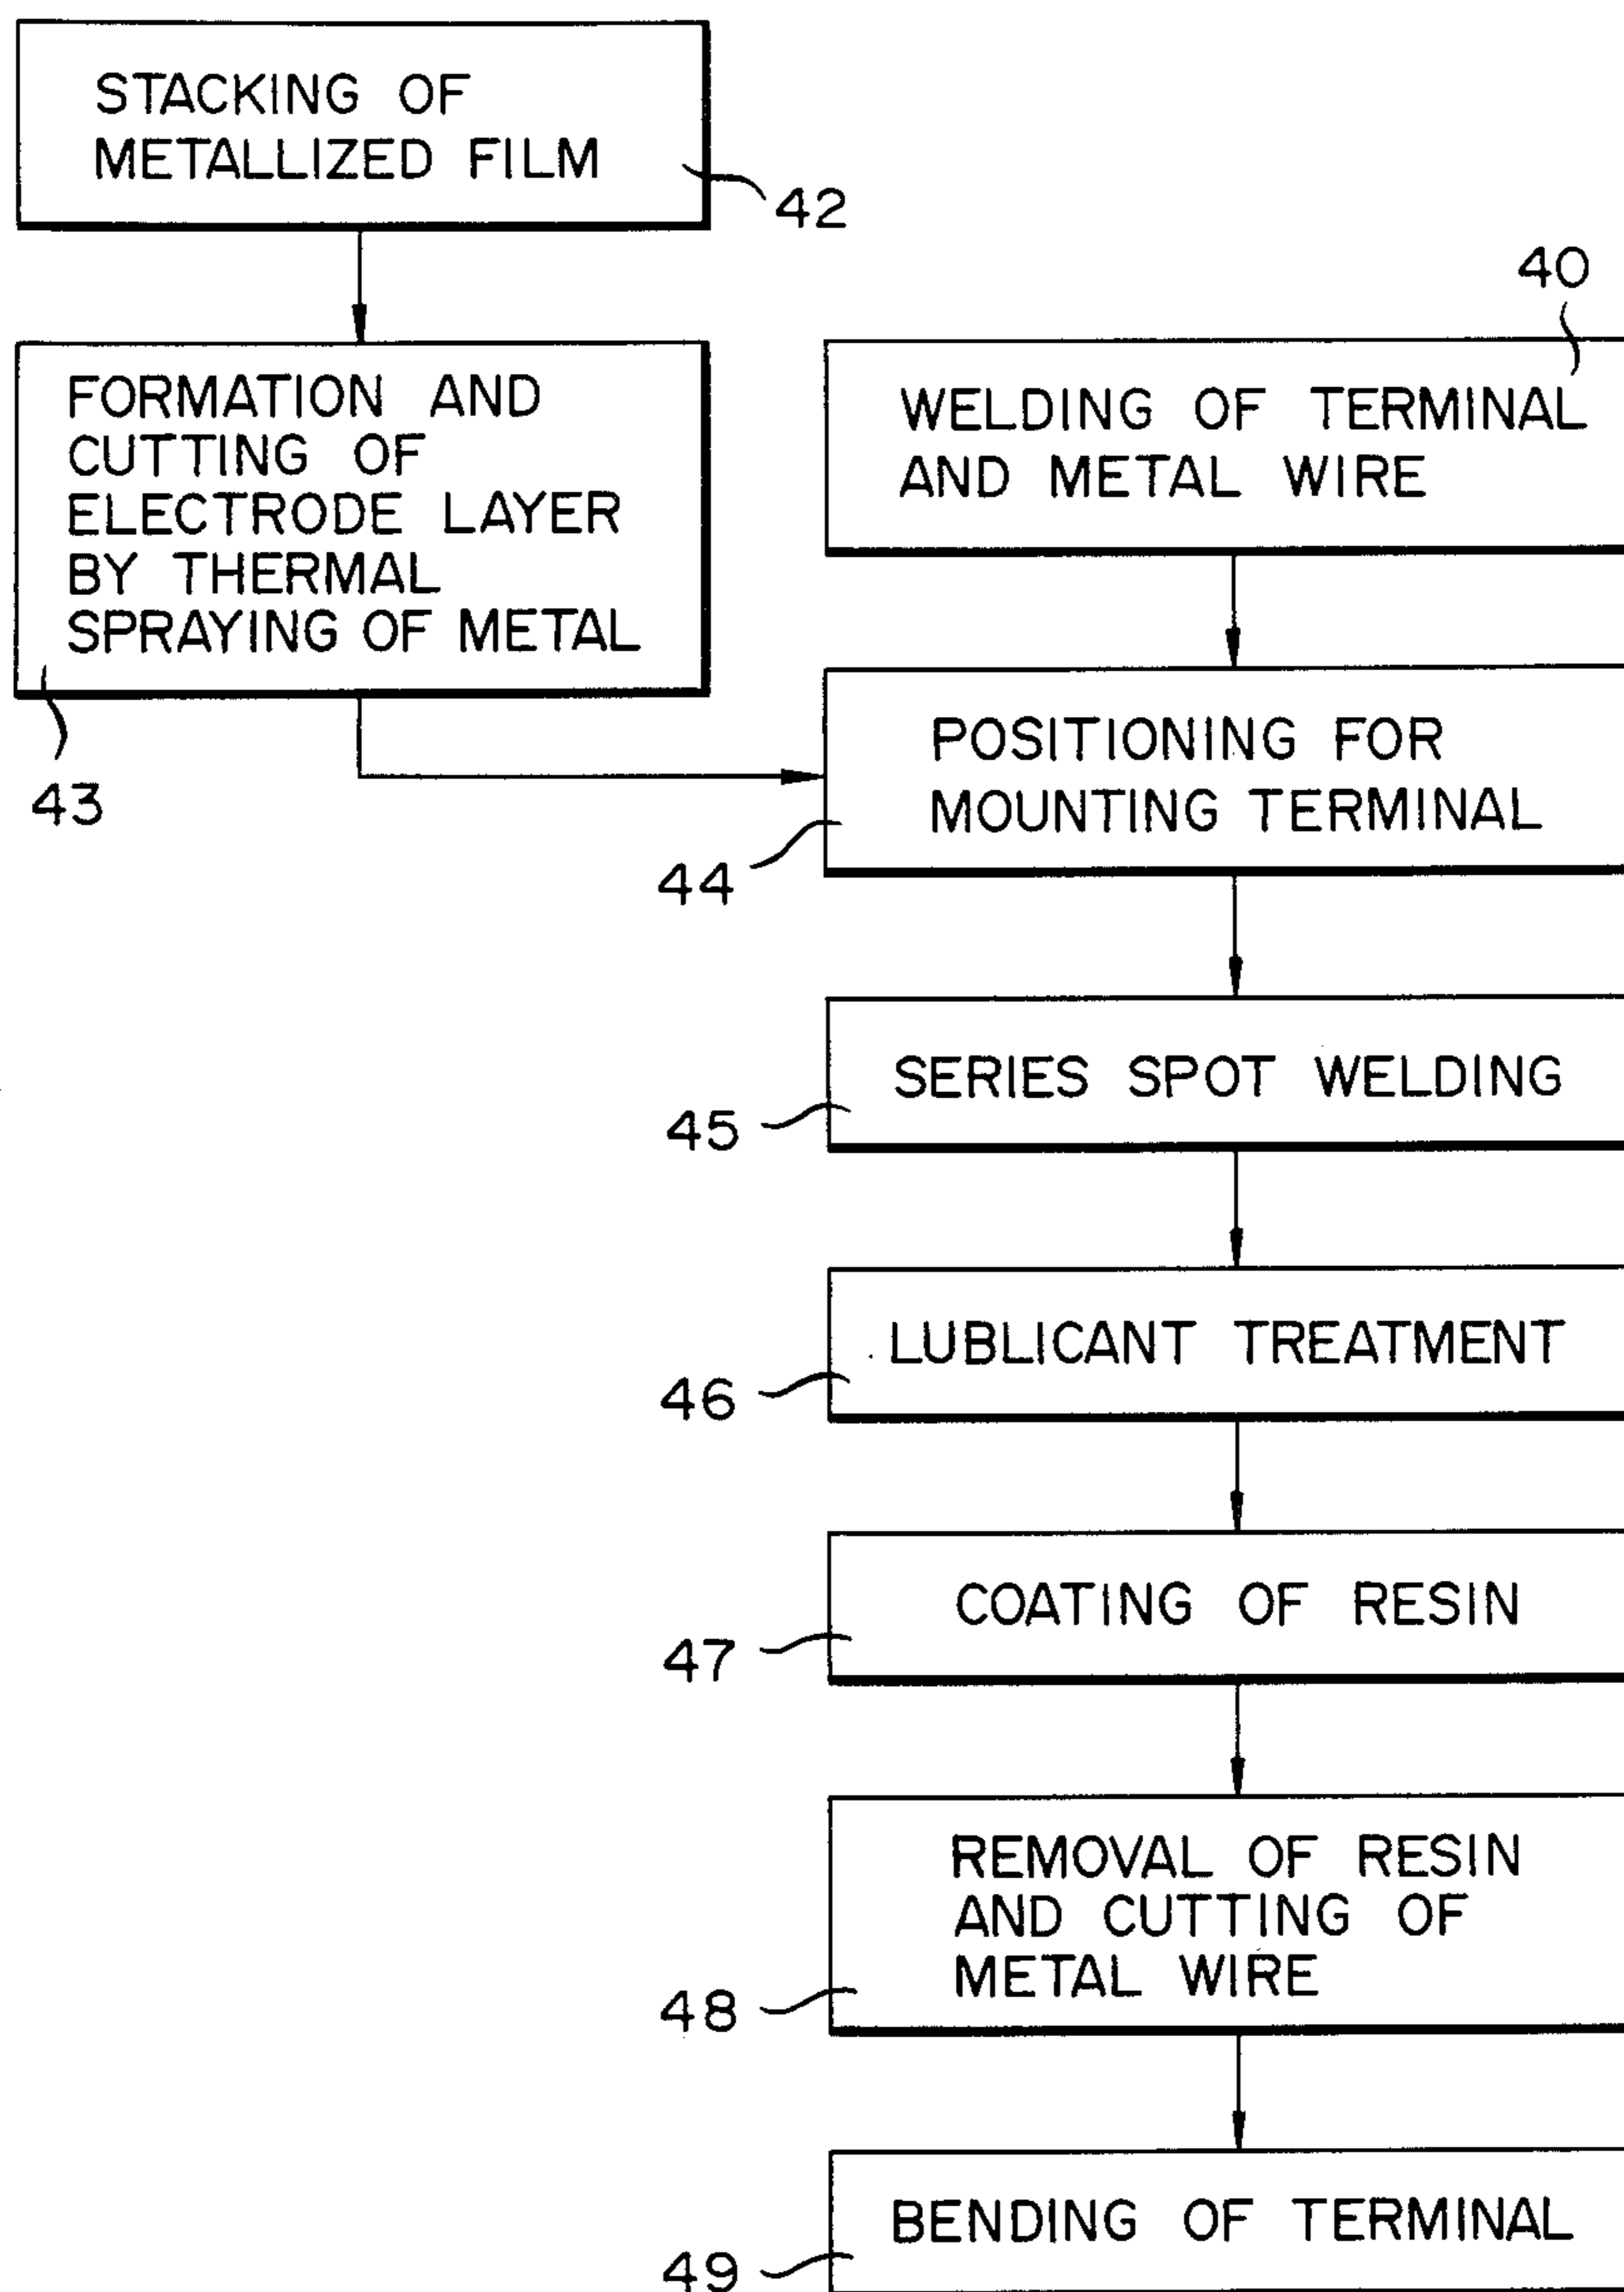 STACKING OF
METALLIZED FILM
42
FORMATION AND
CUTTING OF
ELECTRODE LAYER
BY THERMAL
SPRAYING OF METAL
43
40
WELDING OF TERMINAL
AND METAL WIRE
POSITIONING FOR
MOUNTING TERMINAL
44
SERIES SPOT WELDING
45
LUBLICANT TREATMENT
46
COATING OF RESIN
47
REMOVAL OF RESIN
AND CUTTING OF
METAL WIRE
48
BENDING OF TERMINAL
49